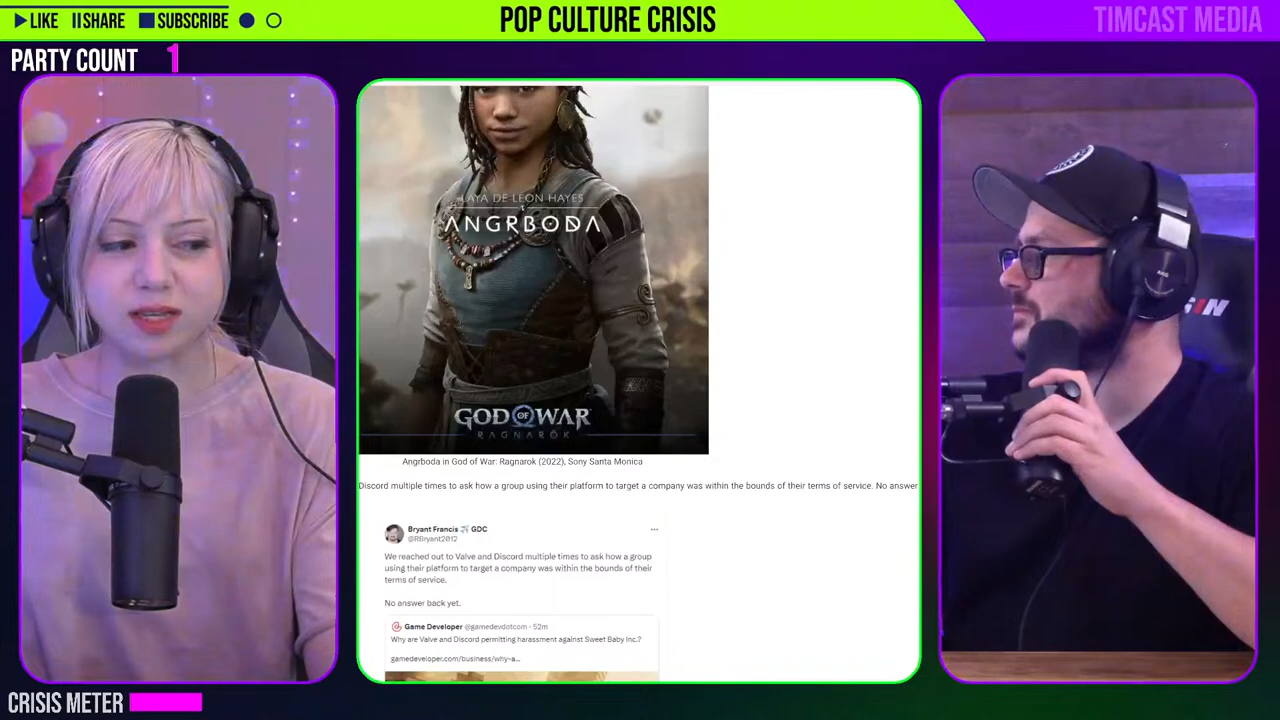 LIKE SHARE SUBSCRIBE
POP CULTURE CRISIS
TIMCAST MEDIA
PARTY COUNT 1
LAYA DE LEON HAYES
ANGRBODA
GOD OF WAR
RAGNARÖK
Angrboda in God of War: Ragnarok (2022), Sony Santa Monica
Discord multiple times to ask how a group using their platform to target a company was within the bounds of their terms of service. No answer
Bryant Francis ✈️ GDC
@RBryant2012
We reached out to Valve and Discord multiple times to ask how a group
using their platform to target a company was within the bounds of their
terms of service.
No answer back yet.
Game Developer @gamedevdotcom · 52m
Why are Valve and Discord permitting harassment against Sweet Baby Inc.?
gamedeveloper.com/business/why-a...
AKG
CRISIS METER